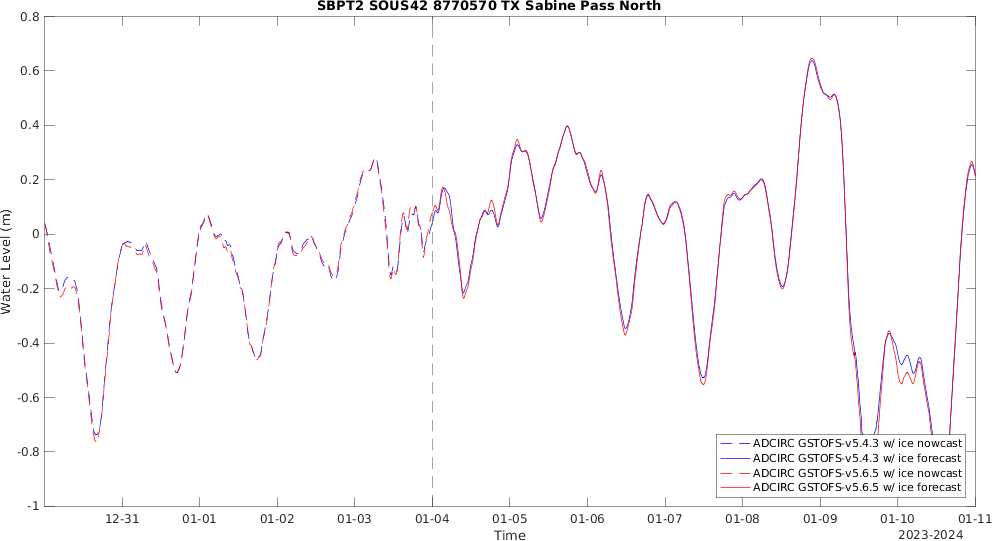 SBPT2 SOUS42 8770570 TX Sabine Pass North
0.8
0.6
0.4
0.2
0
-0.2
-0.4
-0.6
-0.8
-1
Water Level (m)
ADCIRC GSTOFS-v5.4.3 w/ ice nowcast
ADCIRC GSTOFS-v5.4.3 w/ ice forecast
ADCIRC GSTOFS-v5.6.5 w/ ice nowcast
ADCIRC GSTOFS-v5.6.5 w/ ice forecast
12-31 01-01 01-02 01-03 01-04 01-05 01-06 01-07 01-08 01-09 01-10 01-11
Time
2023-2024